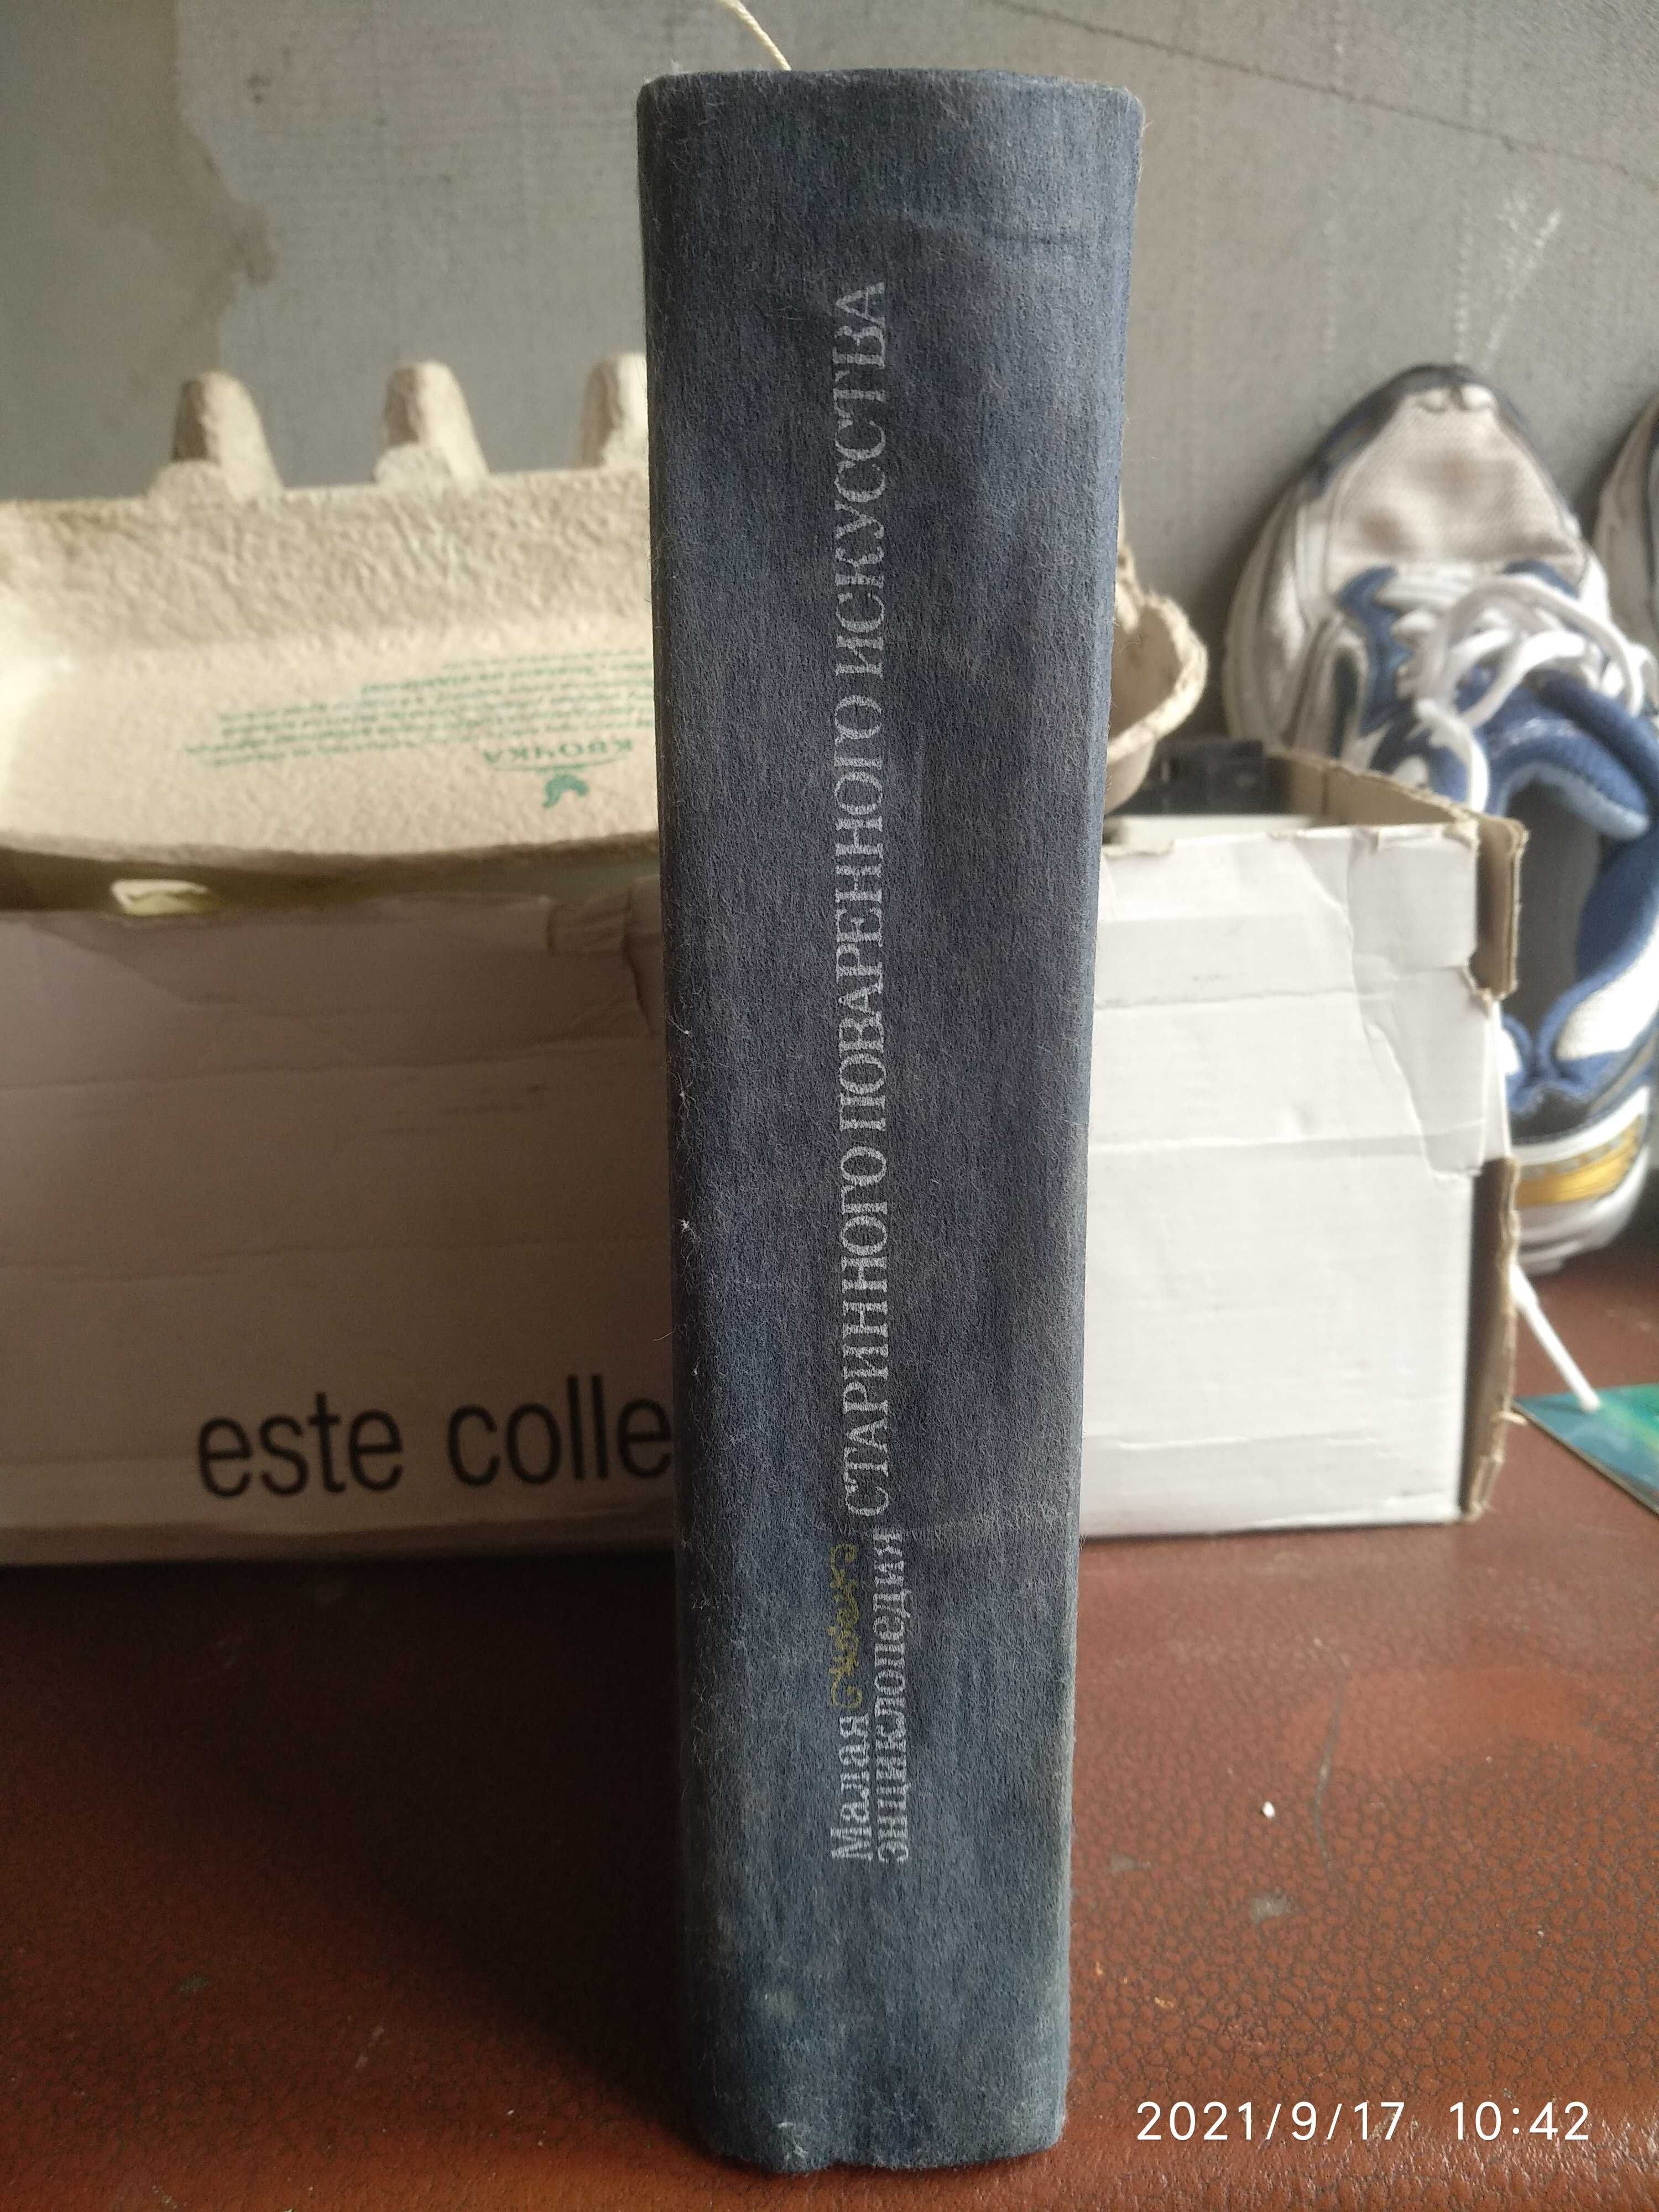 Малая
энциклопедия
СТАРИННОГО ПОВАРЕННОГО ИСКУССТВА
КВОЧКА
este colle
2021/9/17 10:42